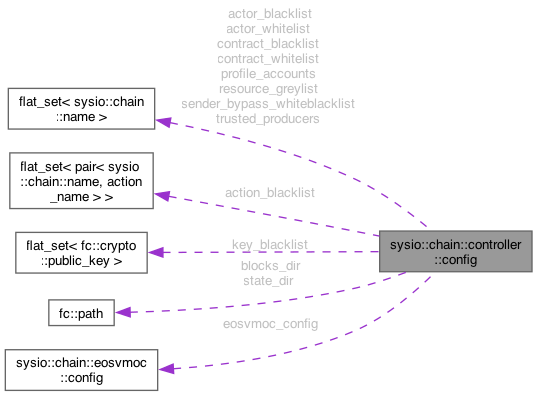 actor_blacklist
actor_whitelist
contract_blacklist
contract_whitelist
profile_accounts
resource_greylist
sender_bypass_whiteblacklist
trusted_producers
flat_set< sysio::chain
::name >
flat_set< pair< sysio
::chain::name, action
_name > >
action_blacklist
flat_set< fc::crypto
::public_key >
key_blacklist
sysio::chain::controller
::config
blocks_dir
state_dir
fc::path
eosvmoc_config
sysio::chain::eosvmoc
::config